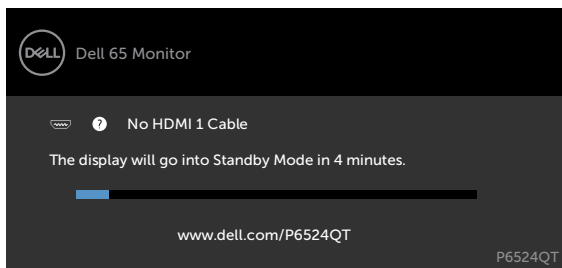 DELL
Dell 65 Monitor
? No HDMI 1 Cable
The display will go into Standby Mode in 4 minutes.
www.dell.com/P6524QT
P6524QT